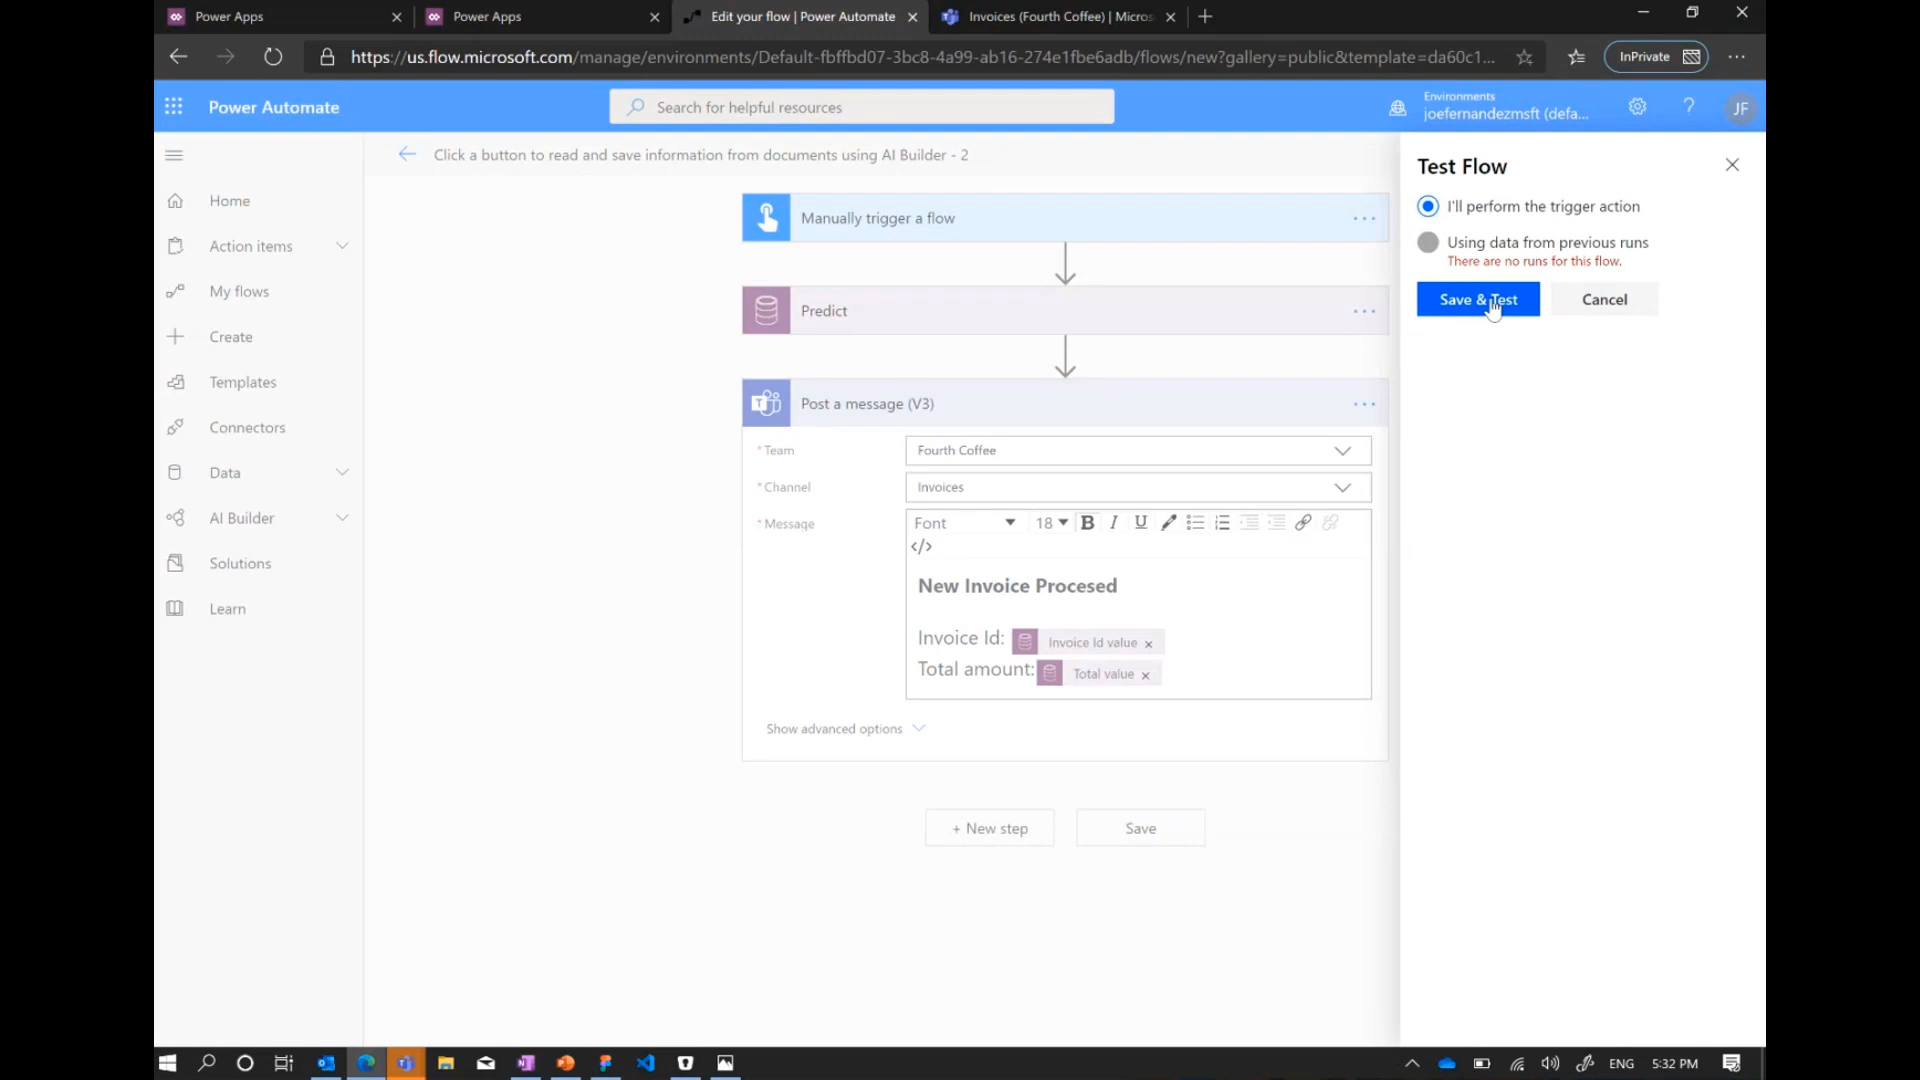 Power Apps
Power Apps
Edit your flow | Power Automate
Invoices (Fourth Coffee) | Micros
https://us.flow.microsoft.com/manage/environments/Default-fbffbd07-3bc8-4a99-ab16-274e1fbe6adb/flows/new?gallery=public&template=da60c1...
InPrivate
Power Automate
Search for helpful resources
Environments
joefernandezmsft (defa...
?
JF
Click a button to read and save information from documents using AI Builder - 2
Home
Action items
My flows
Create
Templates
Connectors
Data
AI Builder
Solutions
Learn
Manually trigger a flow
Predict
Post a message (V3)
* Team
Fourth Coffee
* Channel
Invoices
* Message
Font 18 B I U
</>
New Invoice Procesed
Invoice Id: Invoice Id value ×
Total amount: Total value ×
Show advanced options
+ New step
Save
Test Flow
I'll perform the trigger action
Using data from previous runs
There are no runs for this flow.
Save & Test
Cancel
ENG
5:32 PM